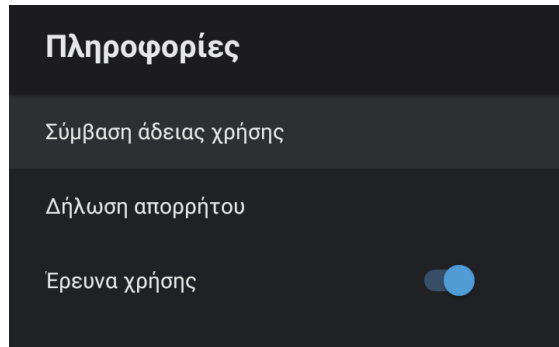 Πληροφορίες
Σύμβαση άδειας χρήσης
Δήλωση απορρήτου
Έρευνα χρήσης